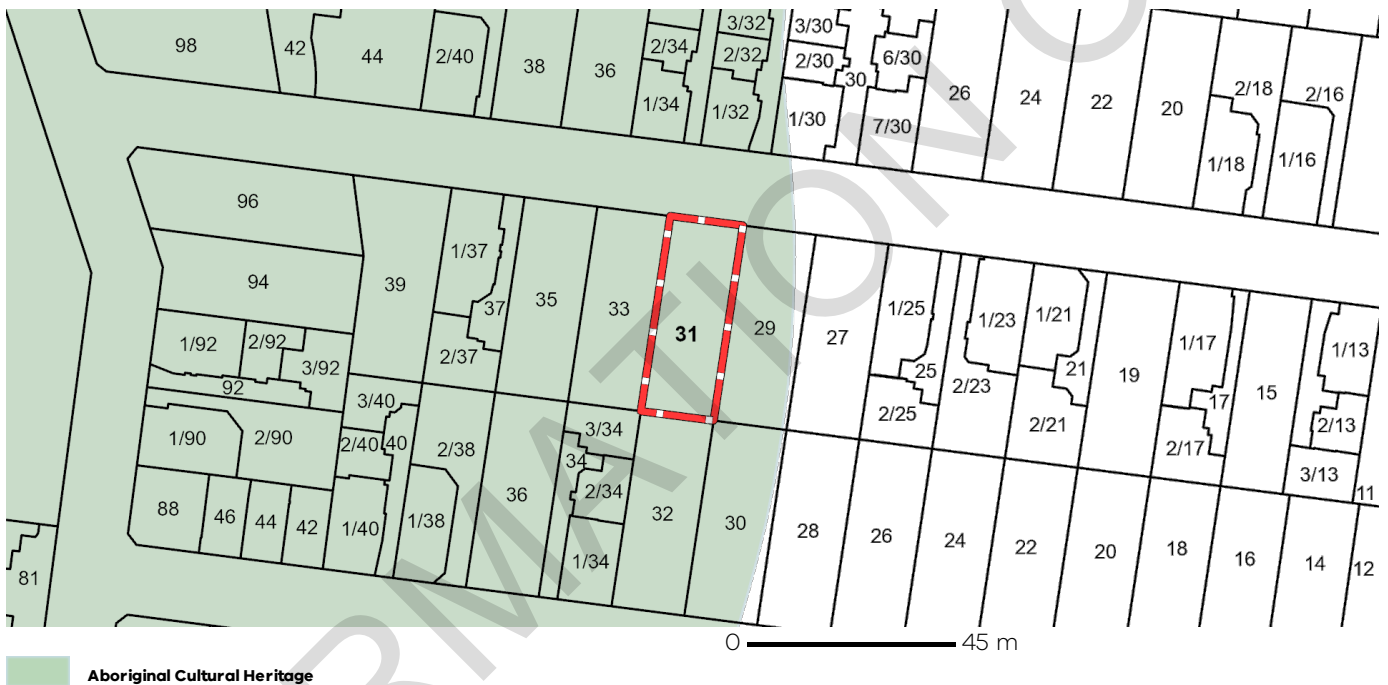 98 42 44 2/40 38 36 2/34 1/34 3/32 2/32 1/32 3/30 2/30 1/30 30 6/30 7/30 26 24 22 20 2/18 1/18 2/16 1/16
96
94
1/92 2/92 3/92
92
39 1/37 37 2/37 35 33 31 29 27 1/25 25 2/25 1/23 2/23 1/21 21 2/21 19 1/17 17 2/17 15 1/13 2/13 3/13 11
1/90 2/90 3/40 2/40 40 1/40 2/38 1/38 36 3/34 34 2/34 1/34 32 30 28 26 24 22 20 18 16 14 12
88 46 44 42
81
RMATION O
0 45 m
Aboriginal Cultural Heritage